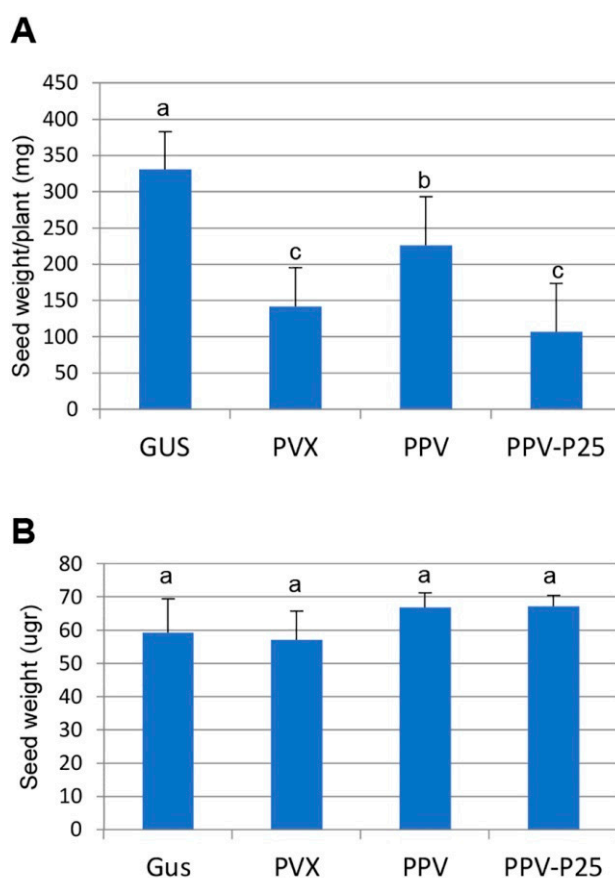 A
Seed weight/plant (mg)
450
400
350
300
250
200
150
100
50
0
a
c
b
c
GUS PVX PPV PPV-P25
B
Seed weight (ugr)
80
70
60
50
40
30
20
10
0
a a a a
Gus PVX PPV PPV-P25